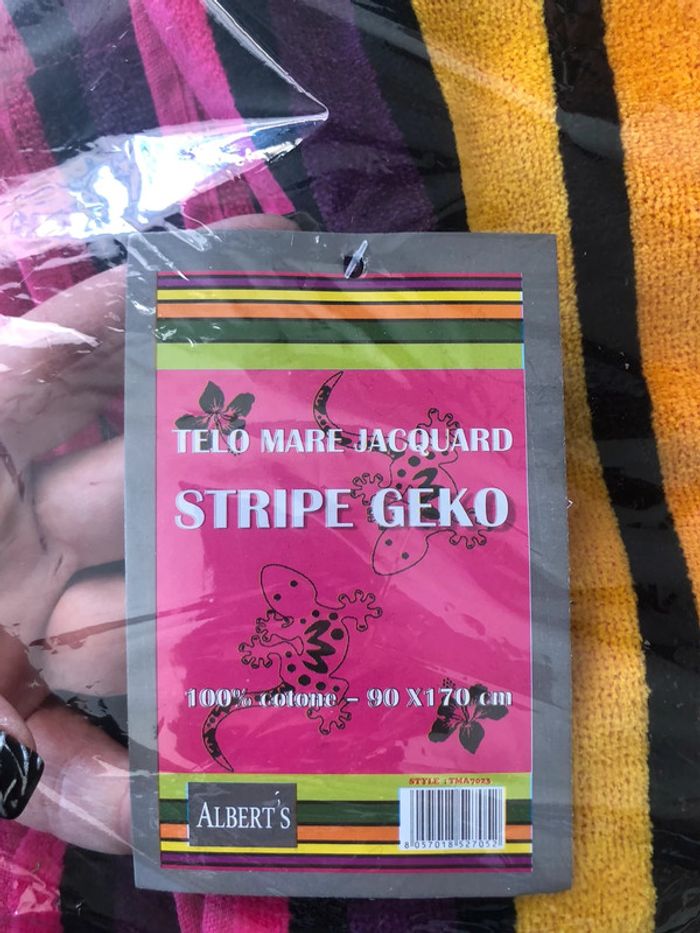 TELO MARE JACQUARD
STRIPE GEKO
100% cotone – 90 X170 cm
STYLE : TMA7023
ALBERT'S
8 057018 527052